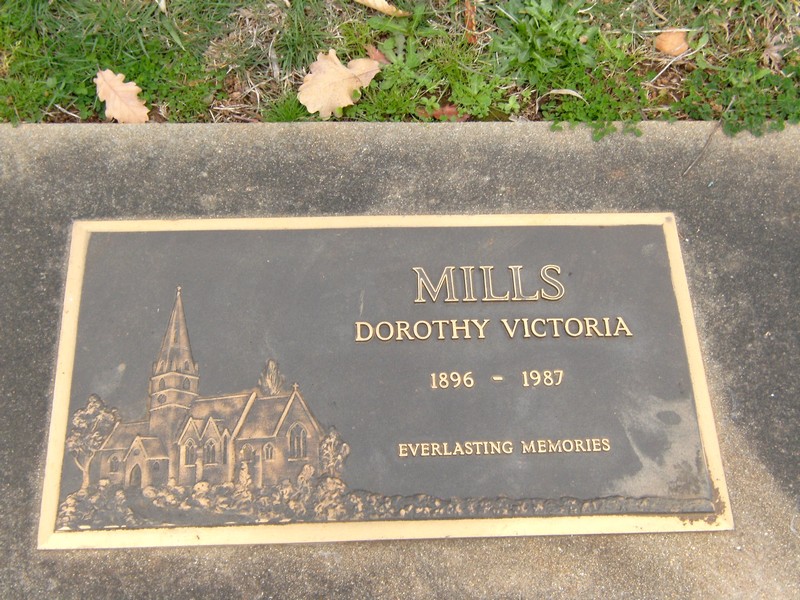 MILLS
DOROTHY VICTORIA
1896 - 1987
EVERLASTING MEMORIES